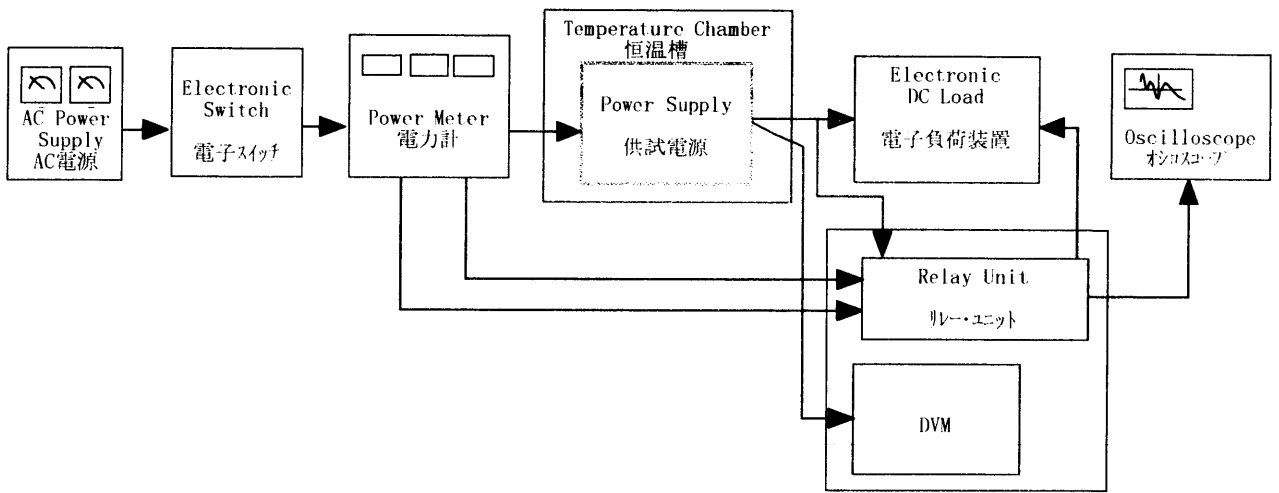 AC Power
Supply
AC電源
Electronic
Switch
電子スイッチ
Power Meter
電力計
Temperature Chamber
恒温槽
Power Supply
供試電源
Electronic
DC Load
電子負荷装置
Oscilloscope
オシロスコープ
Relay Unit
リレー・ユニット
DVM